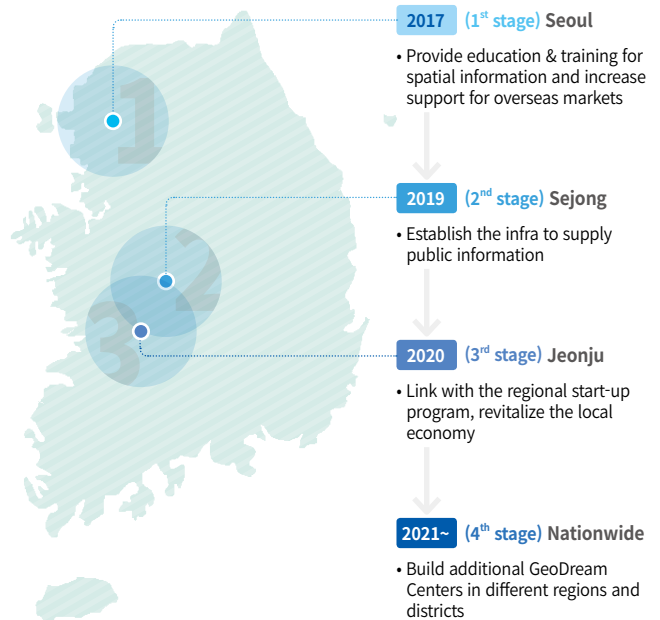 2017 (1st stage) Seoul
• Provide education & training for
spatial information and increase
support for overseas markets
1
2019 (2nd stage) Sejong
• Establish the infra to supply
public information
2
3
2020 (3rd stage) Jeonju
• Link with the regional start-up
program, revitalize the local
economy
2021~ (4th stage) Nationwide
• Build additional GeoDream
Centers in different regions and
districts